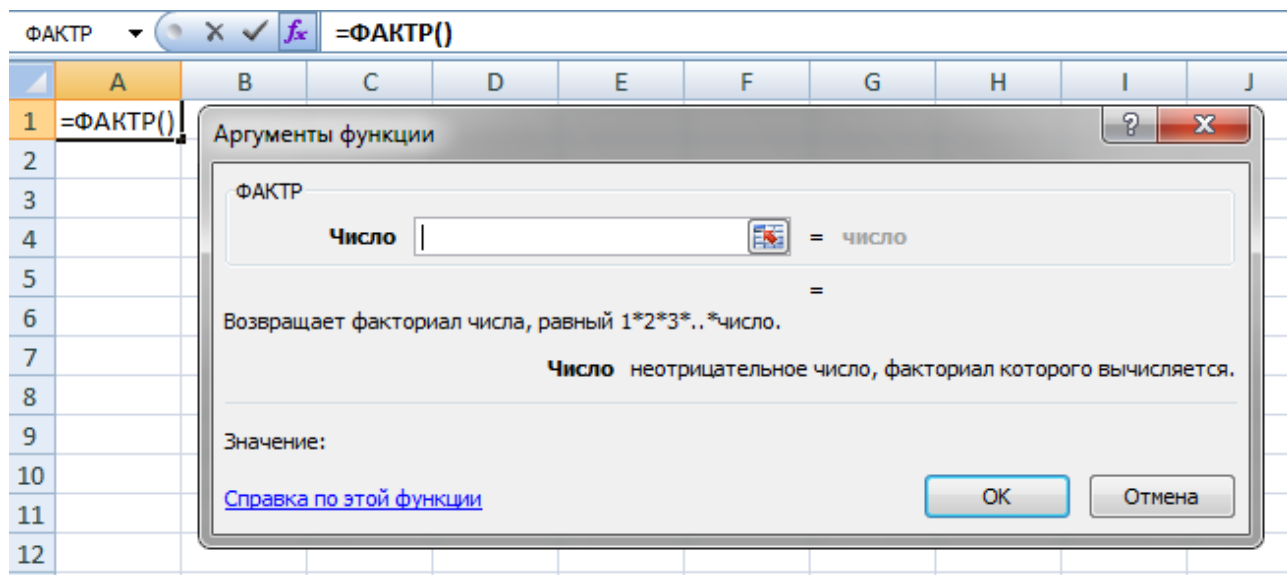 ФАКТР =ФАКТР()
A B C D E F G H I J
1 =ФАКТР()
Аргументы функции
2
3 ФАКТР
4 Число = число
5 =
6 Возвращает факториал числа, равный 1*2*3*..*число.
7 Число неотрицательное число, факториал которого вычисляется.
8
9 Значение:
10
11 Справка по этой функции ОК Отмена
12